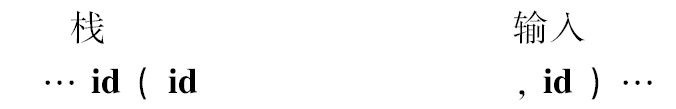 栈 输入
… id ( id , id ) …